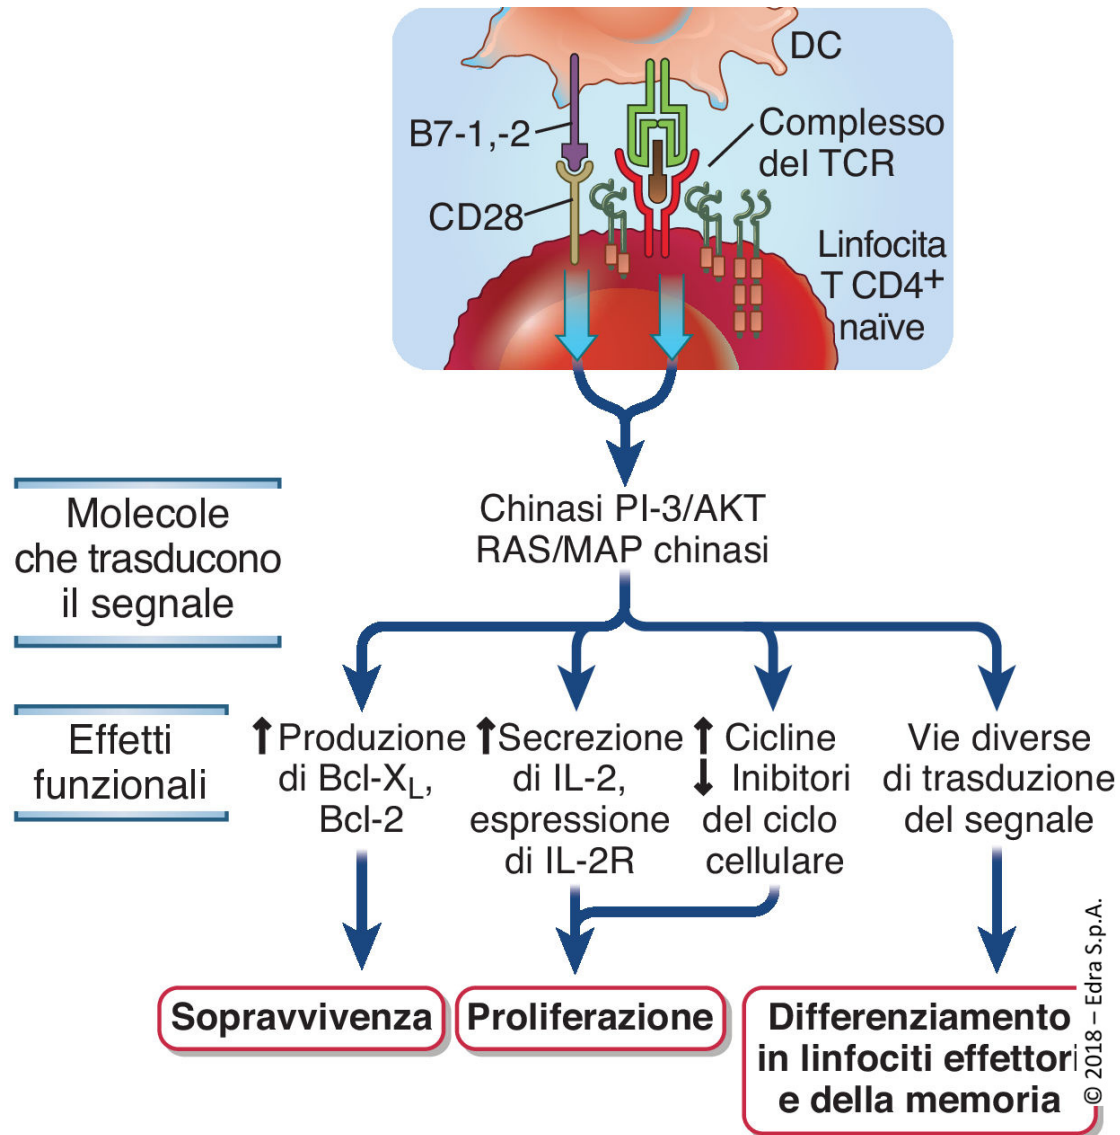 DC
B7-1,-2
Complesso
del TCR
CD28
Linfocita
T CD4+
naïve
Molecole
che trasducono
il segnale
Chinasi PI-3/AKT
RAS/MAP chinasi
Effetti
funzionali
↑Produzione
di Bcl-XL,
Bcl-2
↑Secrezione
di IL-2,
espressione
di IL-2R
↑ Cicline
↓ Inibitori
del ciclo
cellulare
Vie diverse
di trasduzione
del segnale
Sopravvivenza
Proliferazione
Differenziamento
in linfociti effettori
e della memoria
© 2018 – Edra S.p.A.